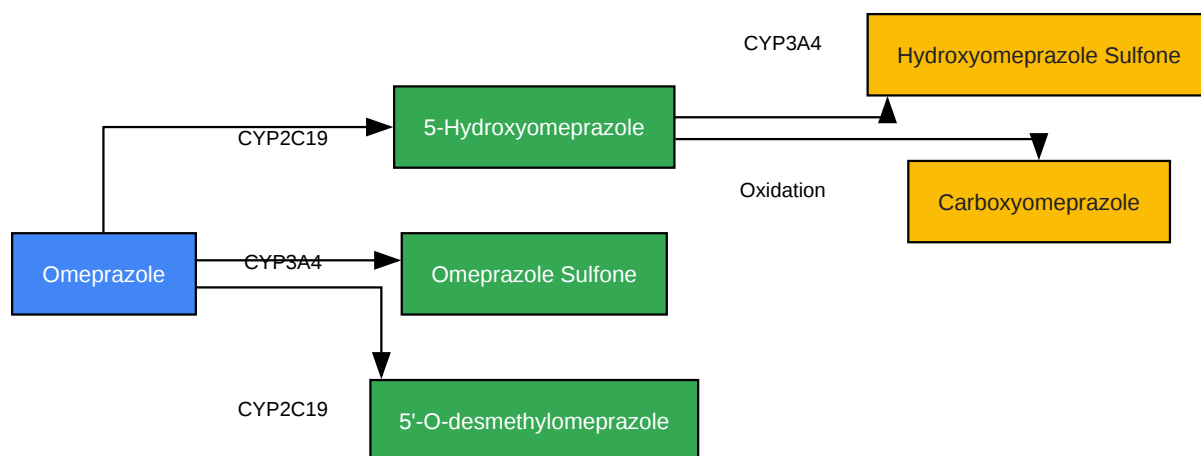 CYP3A4
Hydroxyomeprazole Sulfone
5-Hydroxyomeprazole
CYP2C19
Oxidation
Carboxyomeprazole
Omeprazole
CYP3A4
Omeprazole Sulfone
CYP2C19
5'-O-desmethylomeprazole